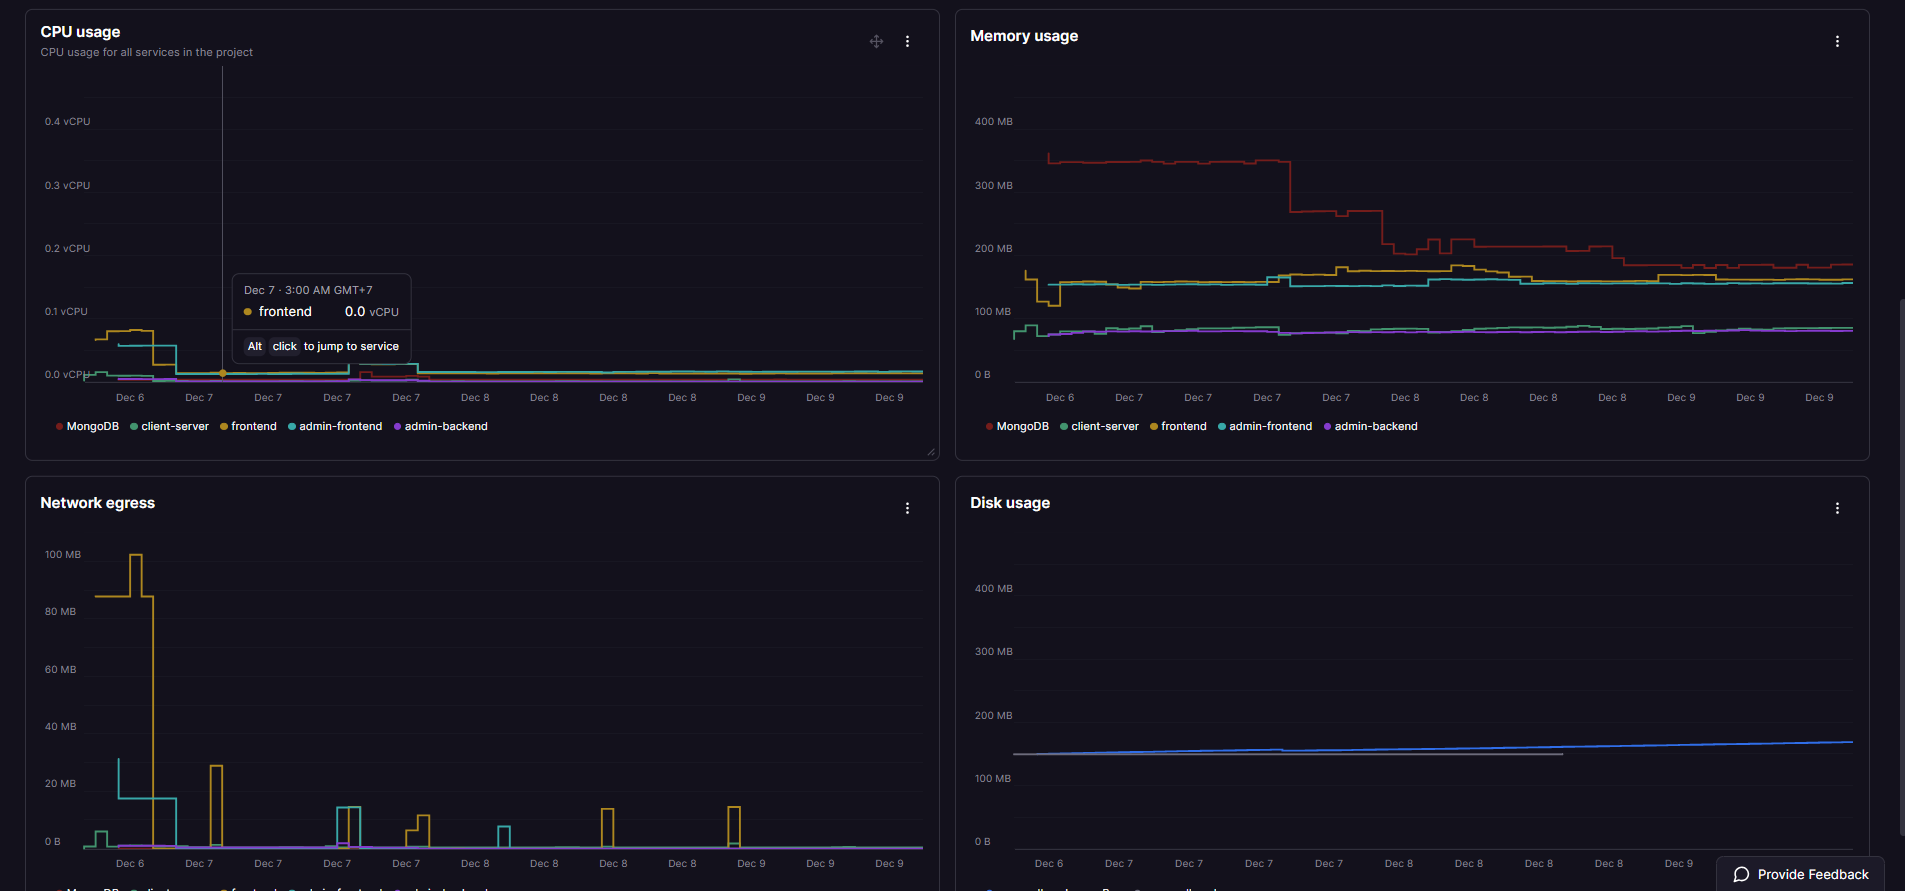 CPU usage
CPU usage for all services in the project
0.4 vCPU
0.3 vCPU
0.2 vCPU
0.1 vCPU
0.0 vCPU
Dec 7 · 3:00 AM GMT+7
frontend 0.0 vCPU
Alt click to jump to service
Dec 6 Dec 7 Dec 7 Dec 7 Dec 7 Dec 8 Dec 8 Dec 8 Dec 8 Dec 9 Dec 9 Dec 9
MongoDB client-server frontend admin-frontend admin-backend
Memory usage
400 MB
300 MB
200 MB
100 MB
0 B
Dec 6 Dec 7 Dec 7 Dec 7 Dec 7 Dec 8 Dec 8 Dec 8 Dec 8 Dec 9 Dec 9 Dec 9
MongoDB client-server frontend admin-frontend admin-backend
Network egress
100 MB
80 MB
60 MB
40 MB
20 MB
0 B
Dec 6 Dec 7 Dec 7 Dec 7 Dec 7 Dec 8 Dec 8 Dec 8 Dec 8 Dec 9 Dec 9 Dec 9
Disk usage
400 MB
300 MB
200 MB
100 MB
0 B
Dec 6 Dec 7 Dec 7 Dec 7 Dec 7 Dec 8 Dec 8 Dec 8 Dec 8 Dec 9
Provide Feedback